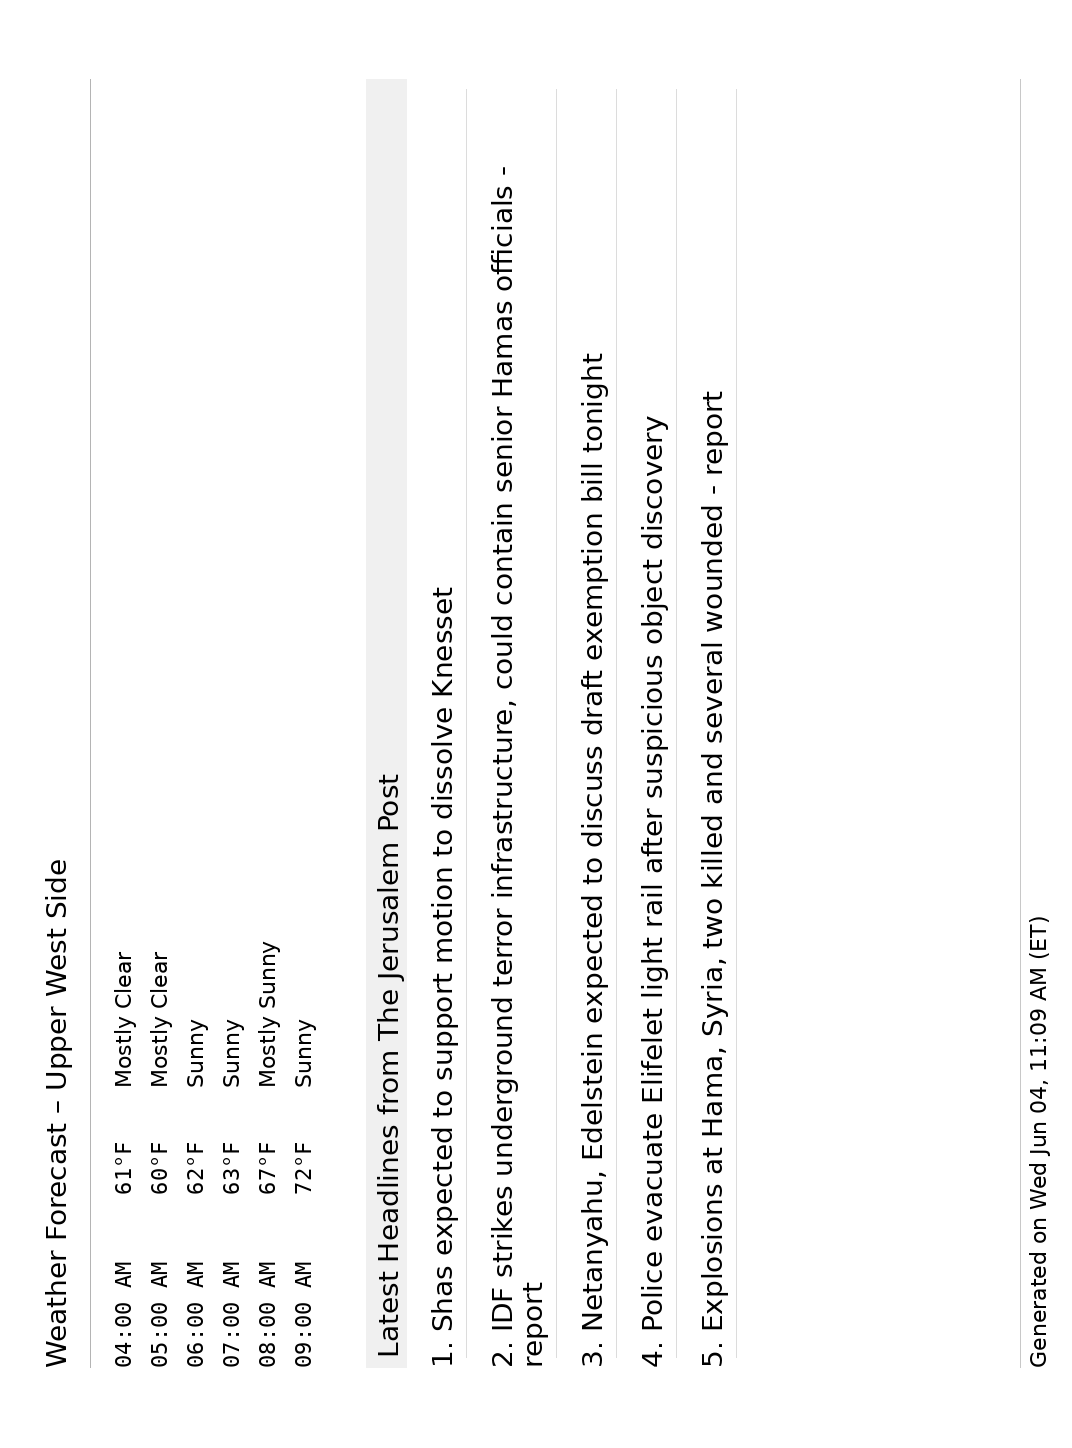 Weather Forecast – Upper West Side
04:00 AM 61°F Mostly Clear
05:00 AM 60°F Mostly Clear
06:00 AM 62°F Sunny
07:00 AM 63°F Sunny
08:00 AM 67°F Mostly Sunny
09:00 AM 72°F Sunny
Latest Headlines from The Jerusalem Post
1. Shas expected to support motion to dissolve Knesset
2. IDF strikes underground terror infrastructure, could contain senior Hamas officials -
report
3. Netanyahu, Edelstein expected to discuss draft exemption bill tonight
4. Police evacuate Elifelet light rail after suspicious object discovery
5. Explosions at Hama, Syria, two killed and several wounded - report
Generated on Wed Jun 04, 11:09 AM (ET)